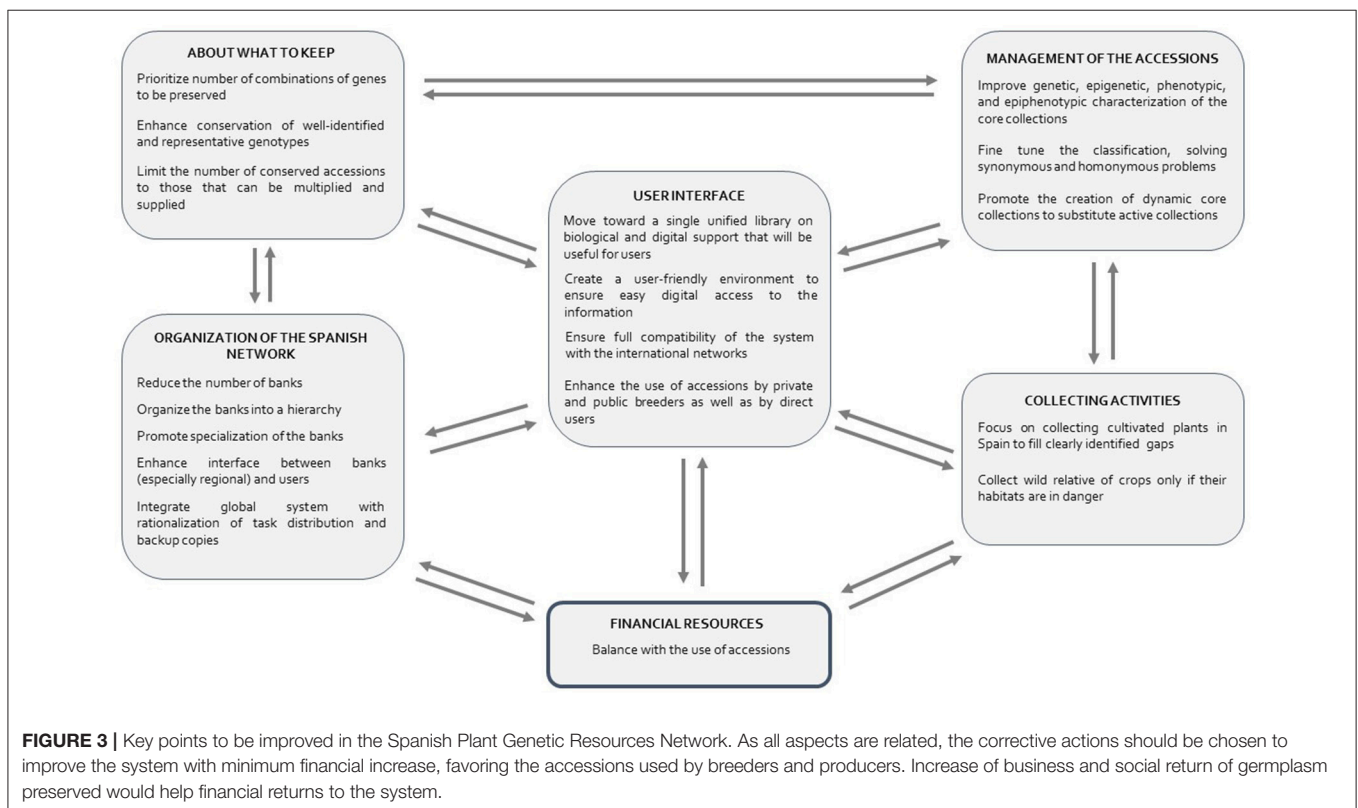 ABOUT WHAT TO KEEP
Prioritize number of combinations of genes
to be preserved
Enhance conservation of well-identified
and representative genotypes
Limit the number of conserved accessions
to those that can be multiplied and
supplied
MANAGEMENT OF THE ACCESSIONS
Improve genetic, epigenetic, phenotypic,
and epiphenotypic characterization of the
core collections
Fine tune the classification, solving
synonymous and homonymous problems
Promote the creation of dynamic core
collections to substitute active collections
USER INTERFACE
Move toward a single unified library on
biological and digital support that will be
useful for users
Create a user-friendly environment to
ensure easy digital access to the
information
Ensure full compatibility of the system
with the international networks
Enhance the use of accessions by private
and public breeders as well as by direct
users
ORGANIZATION OF THE SPANISH
NETWORK
Reduce the number of banks
Organize the banks into a hierarchy
Promote specialization of the banks
Enhance interface between banks
(especially regional) and users
Integrate global system with
rationalization of task distribution and
backup copies
COLLECTING ACTIVITIES
Focus on collecting cultivated plants in
Spain to fill clearly identified gaps
Collect wild relative of crops only if their
habitats are in danger
FINANCIAL RESOURCES
Balance with the use of accessions
FIGURE 3 | Key points to be improved in the Spanish Plant Genetic Resources Network. As all aspects are related, the corrective actions should be chosen to
improve the system with minimum financial increase, favoring the accessions used by breeders and producers. Increase of business and social return of germplasm
preserved would help financial returns to the system.